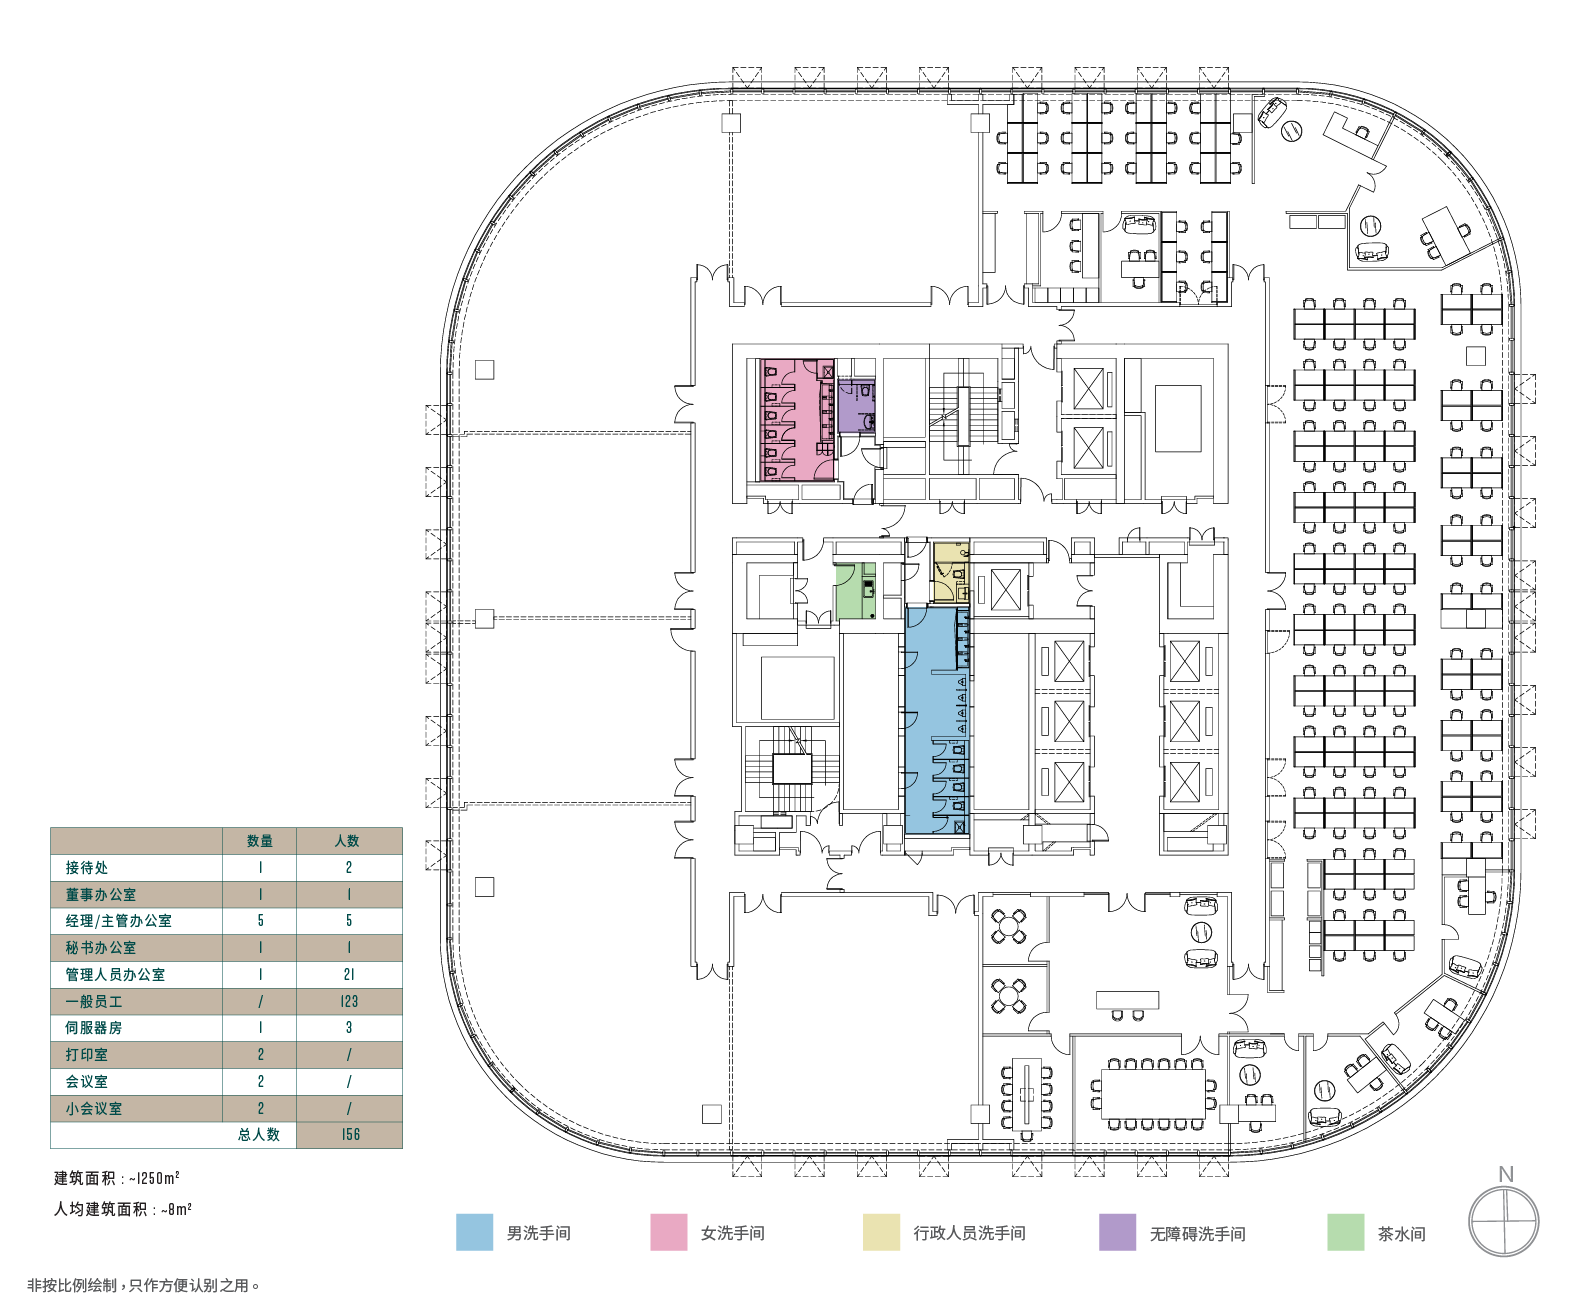 数量 人数
接待处 1 2
董事办公室 1 1
经理/主管办公室 5 5
秘书办公室 1 1
管理人员办公室 1 21
一般员工 / 123
伺服器房 1 3
打印室 2 /
会议室 2 /
小会议室 2 /
总人数 156
建筑面积 : ~1250m²
人均建筑面积 : ~8m²
N
男洗手间 女洗手间 行政人员洗手间 无障碍洗手间 茶水间
非按比例绘制，只作方便认别之用。